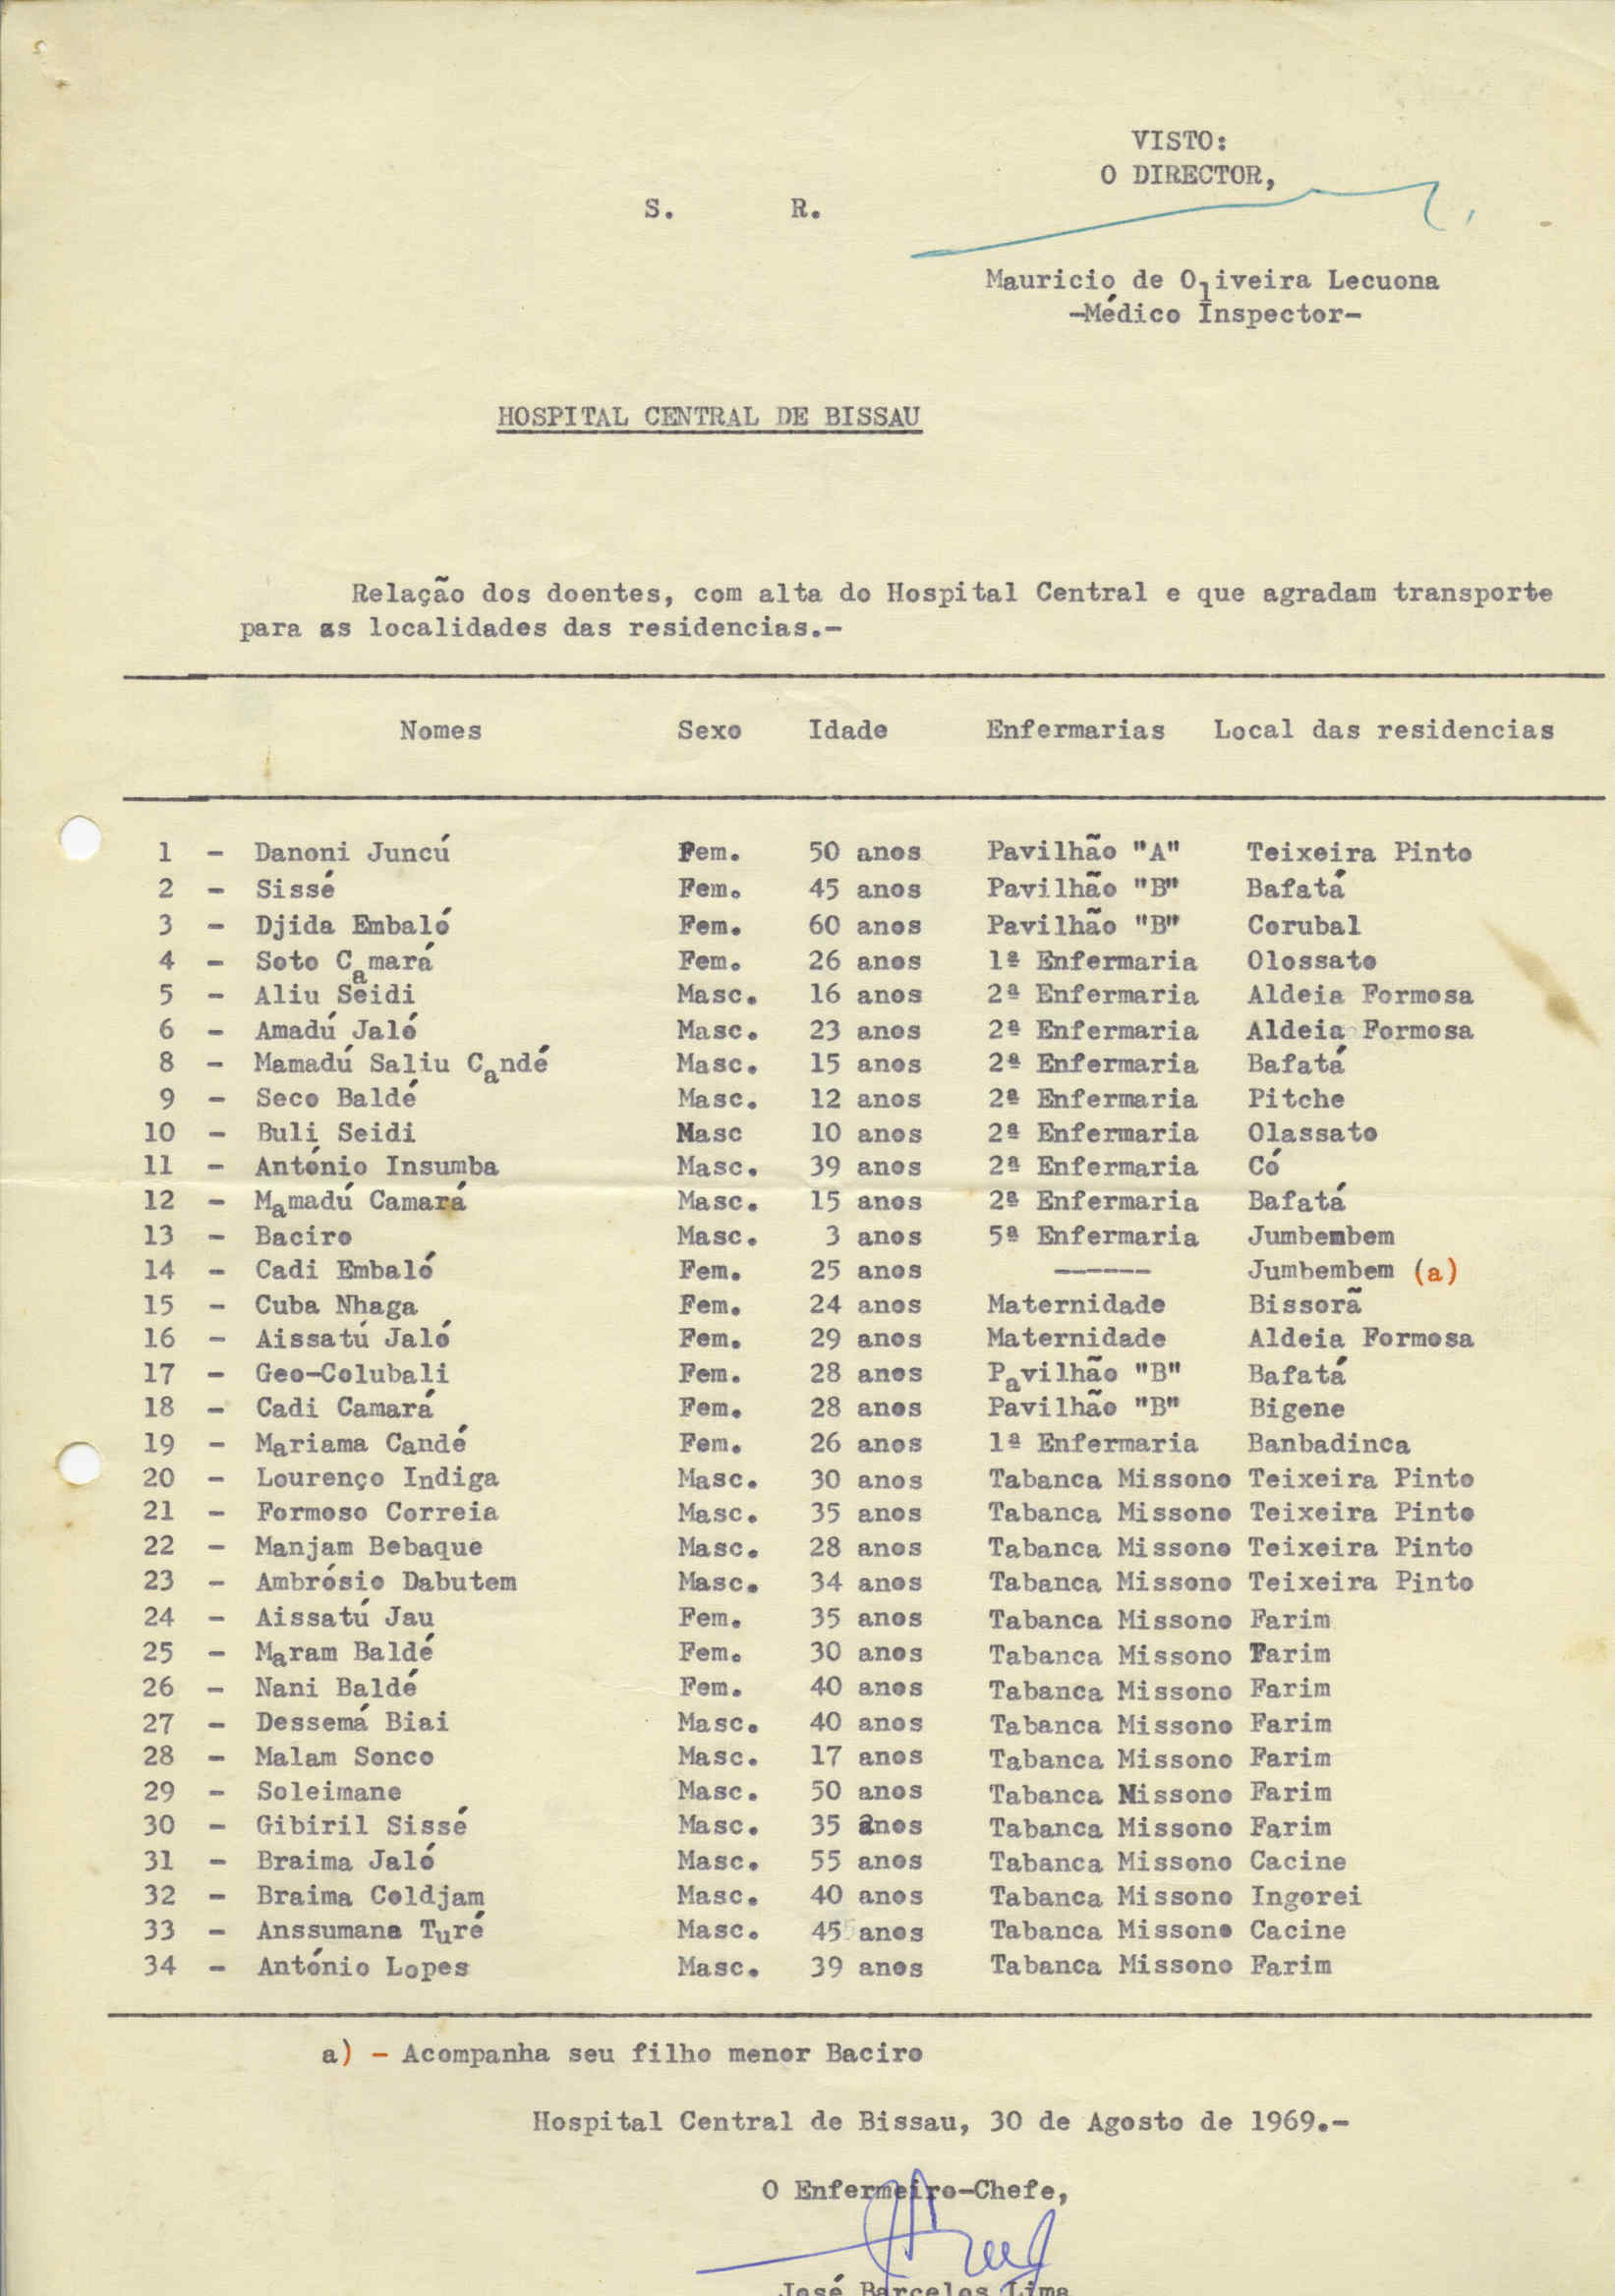 VISTO:
O DIRECTOR,
S. R.
Mauricio de Oliveira Lecuona
-Médico Inspector-
HOSPITAL CENTRAL DE BISSAU
Relação dos doentes, com alta do Hospital Central e que agradam transporte
para as localidades das residencias.-
Nomes Sexo Idade Enfermarias Local das residencias
1 - Danoni Juncú Fem. 50 anos Pavilhão "A" Teixeira Pinto
2 - Sissé Fem. 45 anos Pavilhão "B" Bafatá
3 - Djida Embaló Fem. 60 anos Pavilhão "B" Corubal
4 - Soto Camará Fem. 26 anos 1ª Enfermaria Olossato
5 - Aliu Seidi Masc. 16 anos 2ª Enfermaria Aldeia Formosa
6 - Amadú Jaló Masc. 23 anos 2ª Enfermaria Aldeia Formosa
8 - Mamadú Saliu Candé Masc. 15 anos 2ª Enfermaria Bafatá
9 - Seco Baldé Masc. 12 anos 2ª Enfermaria Pitche
10 - Buli Seidi Masc 10 anos 2ª Enfermaria Olassato
11 - António Insumba Masc. 39 anos 2ª Enfermaria Có
12 - Mamadú Camará Masc. 15 anos 2ª Enfermaria Bafatá
13 - Baciro Masc. 3 anos 5ª Enfermaria Jumbembem
14 - Cadi Embaló Fem. 25 anos ------ Jumbembem (a)
15 - Cuba Nhaga Fem. 24 anos Maternidade Bissorã
16 - Aissatú Jaló Fem. 29 anos Maternidade Aldeia Formosa
17 - Geo-Colubali Fem. 28 anos Pavilhão "B" Bafatá
18 - Cadi Camará Fem. 28 anos Pavilhão "B" Bigene
19 - Mariama Candé Fem. 26 anos 1ª Enfermaria Banbadinca
20 - Lourenço Indiga Masc. 30 anos Tabanca Missono Teixeira Pinto
21 - Formoso Correia Masc. 35 anos Tabanca Missono Teixeira Pinto
22 - Manjam Bebaque Masc. 28 anos Tabanca Missono Teixeira Pinto
23 - Ambrósio Dabutem Masc. 34 anos Tabanca Missono Teixeira Pinto
24 - Aissatú Jau Fem. 35 anos Tabanca Missono Farim
25 - Maram Baldé Fem. 30 anos Tabanca Missono Farim
26 - Nani Baldé Fem. 40 anos Tabanca Missono Farim
27 - Dessemá Biai Masc. 40 anos Tabanca Missono Farim
28 - Malam Sonco Masc. 17 anos Tabanca Missono Farim
29 - Soleimane Masc. 50 anos Tabanca Missono Farim
30 - Gibiril Sissé Masc. 35 anos Tabanca Missono Farim
31 - Braima Jaló Masc. 55 anos Tabanca Missono Cacine
32 - Braima Coldjam Masc. 40 anos Tabanca Missono Ingorei
33 - Anssumana Turé Masc. 45 anos Tabanca Missono Cacine
34 - António Lopes Masc. 39 anos Tabanca Missono Farim
a) - Acompanha seu filho menor Baciro
Hospital Central de Bissau, 30 de Agosto de 1969.-
O Enfermeiro-Chefe,
José Barcelos Lima